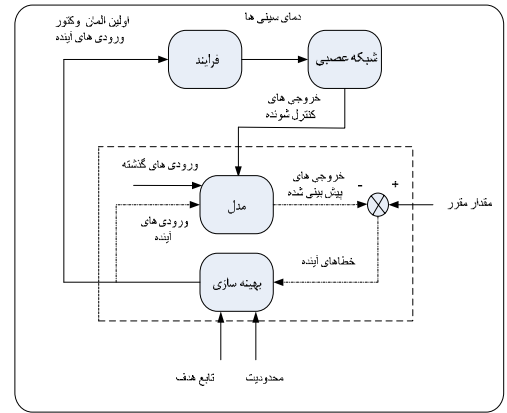 دمای سینی ها
اولین المان وکتور
ورودی های آینده
فرایند
شبکه عصبی
خروجی های
کنترل شونده
ورودی های گذشته
خروجی های
پیش بینی شده
-
+
مدل
مقدار مقرر
ورودی های
آینده
خطاهای آینده
بهینه سازی
تابع هدف
محدودیت